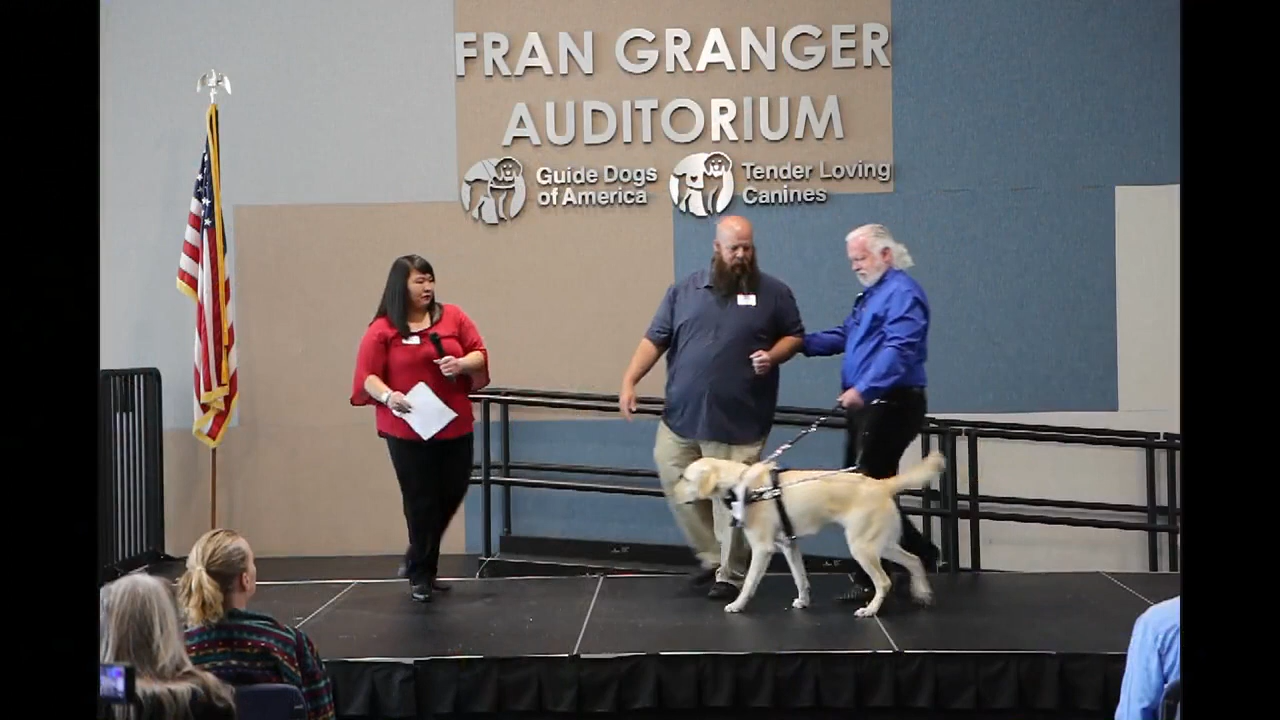 FRAN GRANGER
AUDITORIUM
Guide Dogs
of America
Tender Loving
Canines